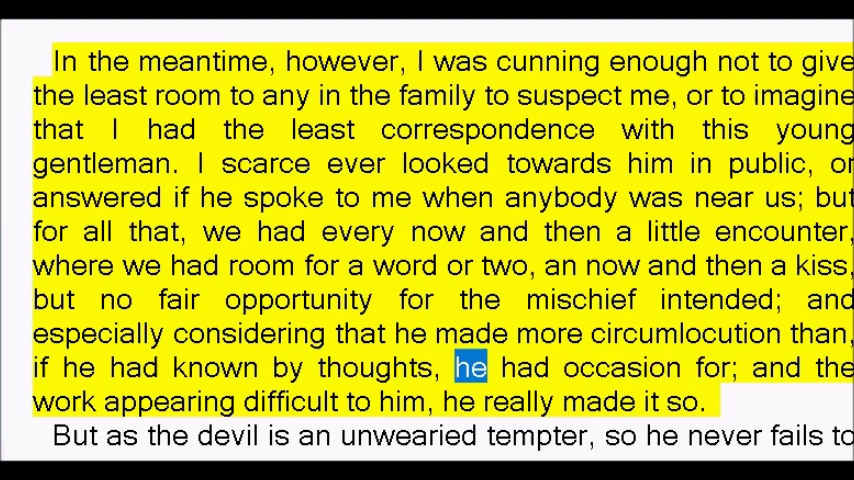 In the meantime, however, I was cunning enough not to give
the least room to any in the family to suspect me, or to imagine
that I had the least correspondence with this young
gentleman. I scarce ever looked towards him in public, or
answered if he spoke to me when anybody was near us; but
for all that, we had every now and then a little encounter,
where we had room for a word or two, an now and then a kiss,
but no fair opportunity for the mischief intended; and
especially considering that he made more circumlocution than,
if he had known by thoughts, he had occasion for; and the
work appearing difficult to him, he really made it so.
But as the devil is an unwearied tempter, so he never fails to